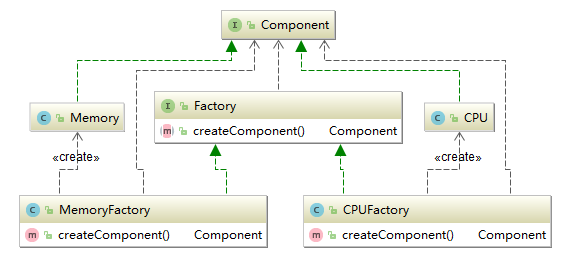 I Component
C Memory
I Factory
m createComponent() Component
C CPU
«create»
«create»
C MemoryFactory
m createComponent() Component
C CPUFactory
m createComponent() Component